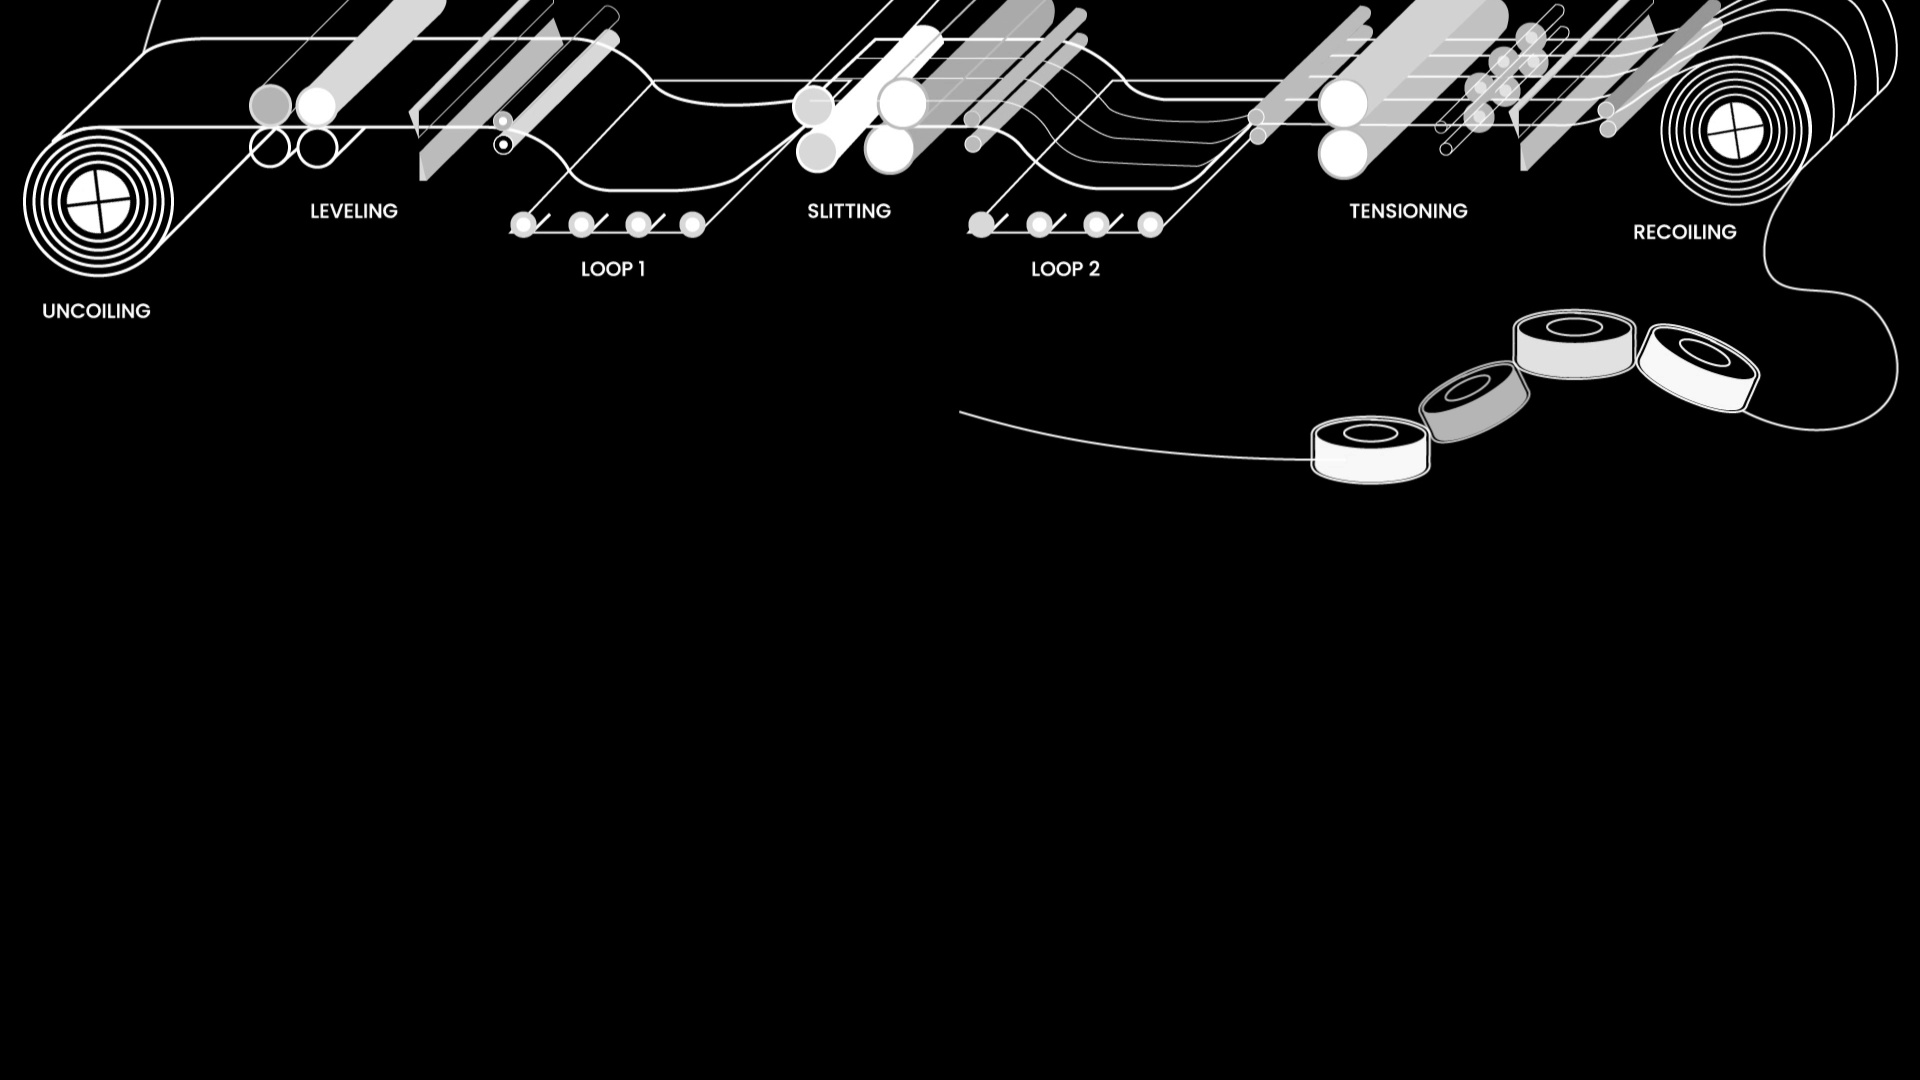 UNCOILING
LEVELING
LOOP 1
SLITTING
LOOP 2
TENSIONING
RECOILING